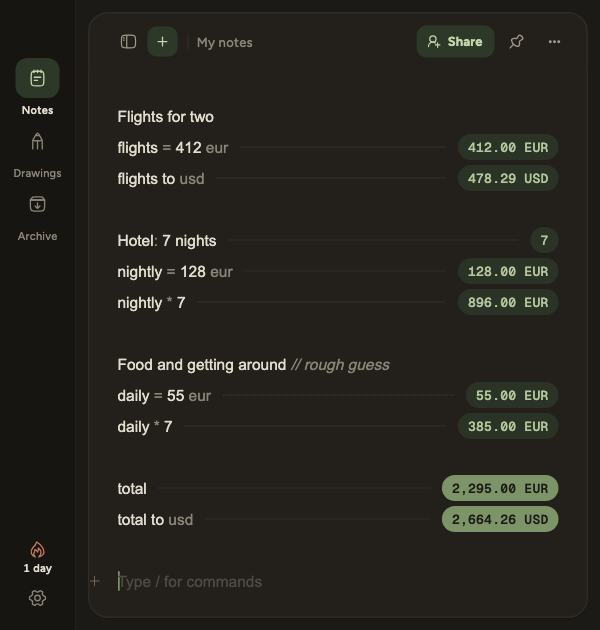 My notes
Share
Notes
Drawings
Archive
Flights for two
flights = 412 eur 412.00 EUR
flights to usd 478.29 USD
Hotel: 7 nights 7
nightly = 128 eur 128.00 EUR
nightly * 7 896.00 EUR
Food and getting around // rough guess
daily = 55 eur 55.00 EUR
daily * 7 385.00 EUR
total 2,295.00 EUR
total to usd 2,664.26 USD
Type / for commands
1 day